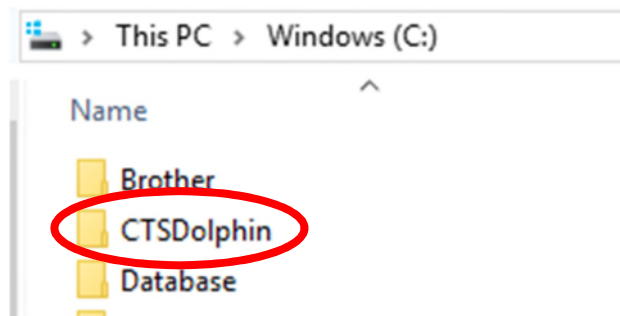 > This PC > Windows (C:)
Name
Brother
CTSDolphin
Database